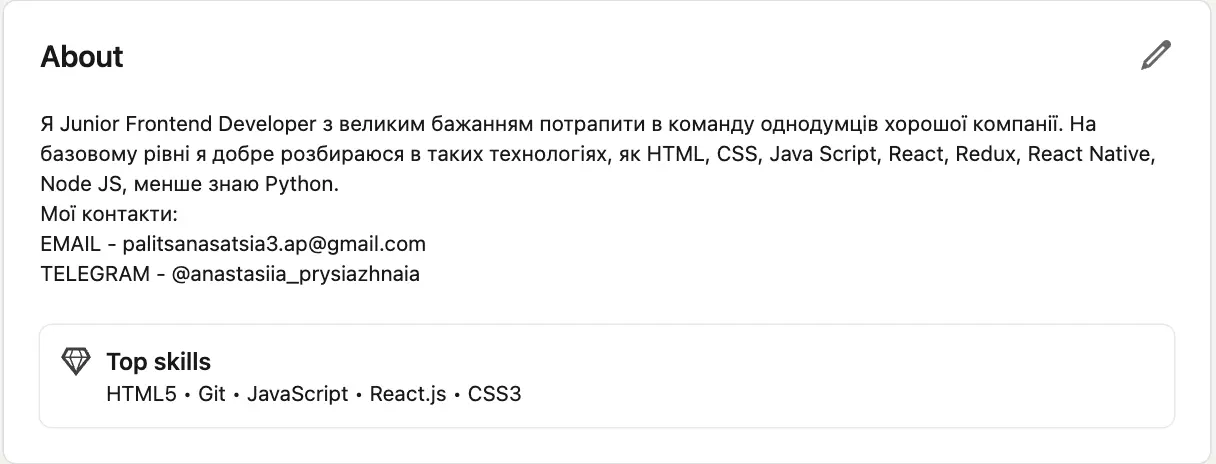 About
Я Junior Frontend Developer з великим бажанням потрапити в команду однодумців хорошої компанії. На
базовому рівні я добре розбираюся в таких технологіях, як HTML, CSS, Java Script, React, Redux, React Native,
Node JS, менше знаю Python.
Мої контакти:
EMAIL - palitsanasatsia3.ap@gmail.com
TELEGRAM - @anastasiia_prysiazhnaia
Top skills
HTML5 • Git • JavaScript • React.js • CSS3